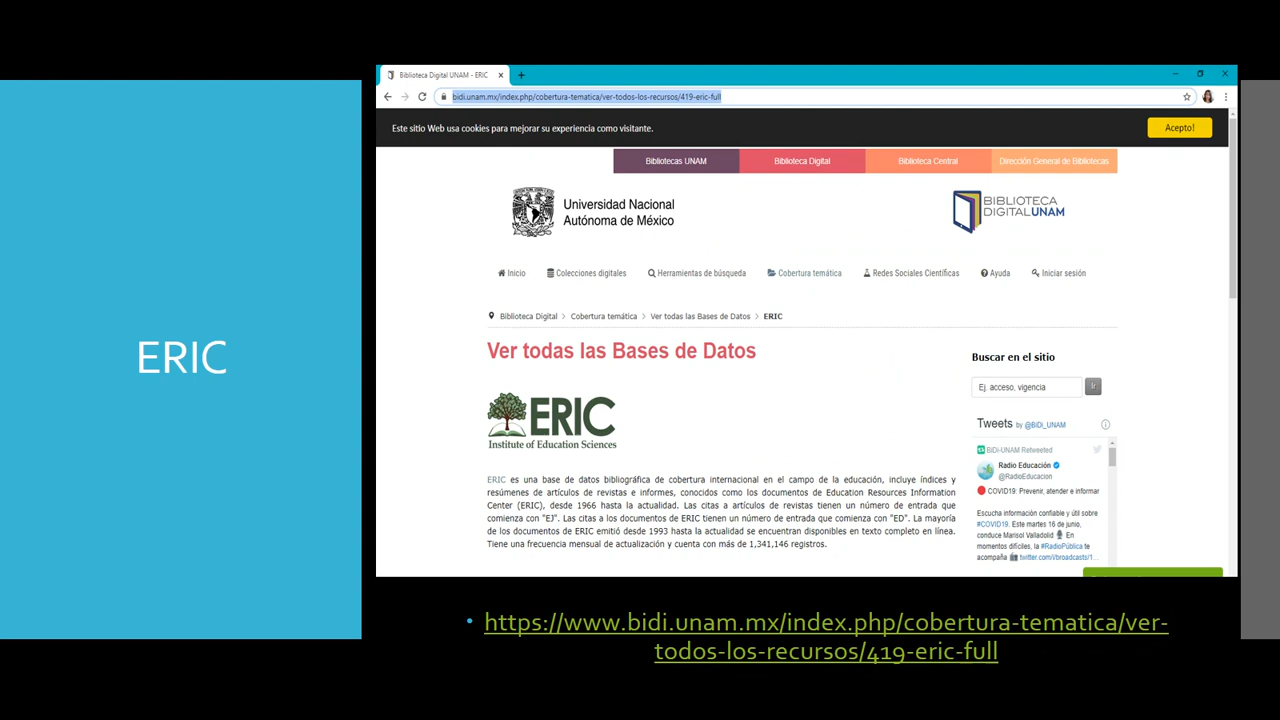 ERIC
Biblioteca Digital UNAM - ERIC
bidi.unam.mx/index.php/cobertura-tematica/ver-todos-los-recursos/419-eric-full
Este sitio Web usa cookies para mejorar su experiencia como visitante.
Acepto!
Bibliotecas UNAM
Biblioteca Digital
Biblioteca Central
Dirección General de Bibliotecas
Universidad Nacional
Autónoma de México
BIBLIOTECA
DIGITALUNAM
Inicio
Colecciones digitales
Herramientas de búsqueda
Cobertura temática
Redes Sociales Científicas
Ayuda
Iniciar sesión
Biblioteca Digital > Cobertura temática > Ver todas las Bases de Datos > ERIC
Ver todas las Bases de Datos
ERIC
Institute of Education Sciences
ERIC es una base de datos bibliográfica de cobertura internacional en el campo de la educación, incluye índices y
resúmenes de artículos de revistas e informes, conocidos como los documentos de Education Resources Information
Center (ERIC), desde 1966 hasta la actualidad. Las citas a artículos de revistas tienen un número de entrada que
comienza con "EJ". Las citas a los documentos de ERIC tienen un número de entrada que comienza con "ED". La mayoría
de los documentos de ERIC emitió desde 1993 hasta la actualidad se encuentran disponibles en texto completo en línea.
Tiene una frecuencia mensual de actualización y cuenta con más de 1,341,146 registros.
Buscar en el sitio
Ej. acceso, vigencia
Ir
Tweets by @BiDi_UNAM
BiDi-UNAM Retweeted
Radio Educación
@RadioEducacion
COVID19: Prevenir, atender e informar
Escucha información confiable y útil sobre
#COVID19. Este martes 16 de junio,
conduce Marisol Valladolid
En
momentos difíciles, la #RadioPública te
acompaña twitter.com/i/broadcasts/1...
• https://www.bidi.unam.mx/index.php/cobertura-tematica/ver-
todos-los-recursos/419-eric-full